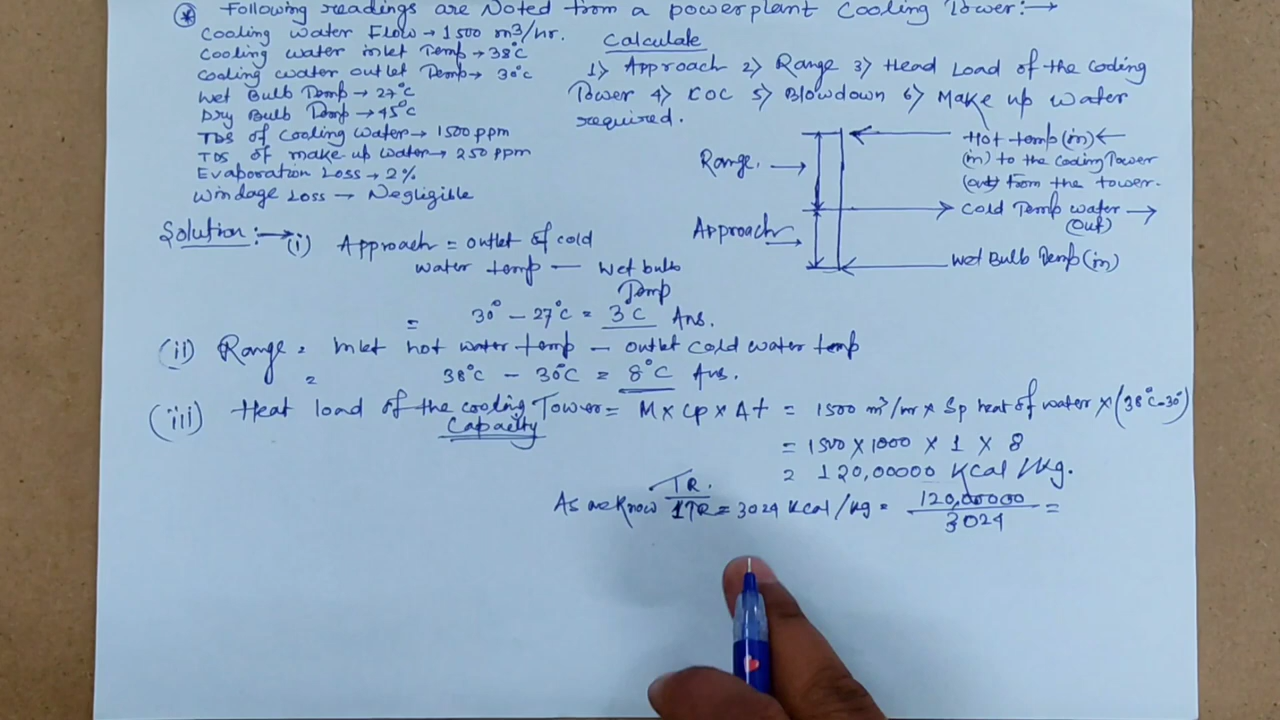 * Following readings are Noted from a powerplant Cooling Tower:→
Cooling water Flow → 1500 m3/hr.
Cooling water inlet Temp → 38°C
Cooling water outlet Temp → 30°C
Wet Bulb Temp → 27°C
Dry Bulb Temp → 45°C
TDS of Cooling Water → 1500 ppm
TDS of make-up Water → 250 ppm
Evaporation Loss → 2%
Windage Loss → Negligible
Calculate
1) Approach 2) Range 3) Head Load of the Cooling
Tower 4) COC 5) Blowdown 6) Make up water
required.
Range. →
Approach →
Hot temp (in) ←
(in) to the Cooling Tower
(out) from the tower.
Cold Temp water →
(out)
Wet Bulb Temp (in)
Solution:→ (i) Approach = outlet of cold
water temp — Wet bulb
Temp
= 30° - 27°C = 3°C Ans.
(ii) Range = Inlet hot water temp — outlet cold water temp
= 38°C - 30°C = 8°C Ans.
(iii) Heat load of the cooling Tower = M x Cp x Δt = 1500 m³/hr x Sp heat of water x (38°C-30°)
Capacity
= 1500 x 1000 x 1 x 8
= 120,00000 Kcal/kg.
TR.
As we know 1TR = 3024 Kcal/kg = 120,00000 / 3024 =